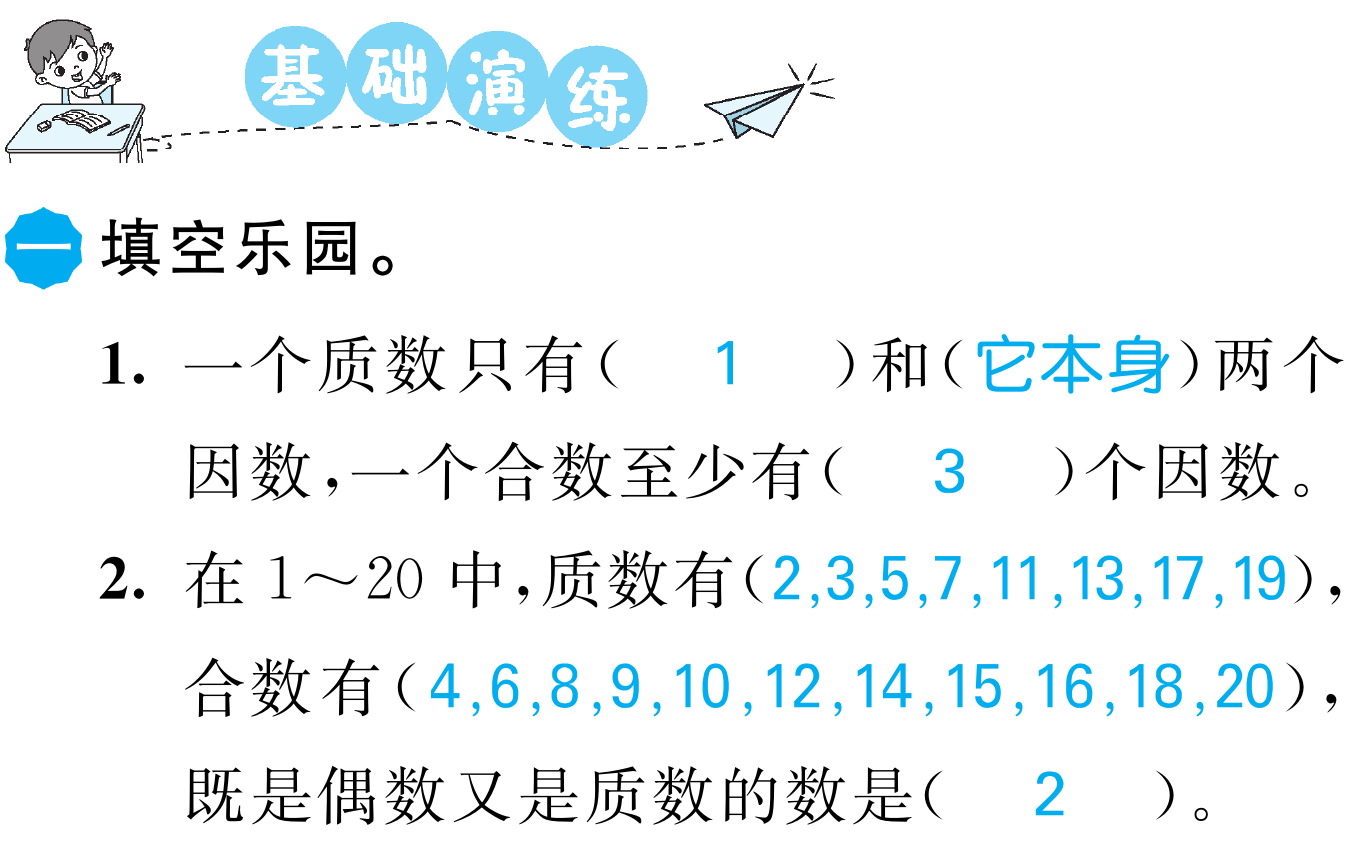 基础演练
一 填空乐园。
1. 一个质数只有( 1 )和(它本身)两个
因数,一个合数至少有( 3 )个因数。
2. 在 1～20 中,质数有(2,3,5,7,11,13,17,19),
合数有(4,6,8,9,10,12,14,15,16,18,20),
既是偶数又是质数的数是( 2 )。